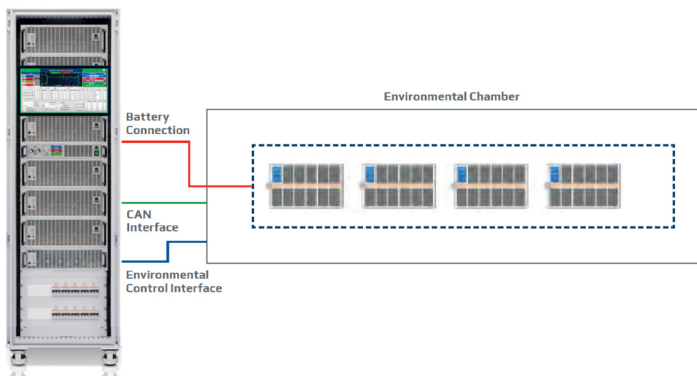 Environmental Chamber
Battery
Connection
CAN
Interface
Environmental
Control Interface